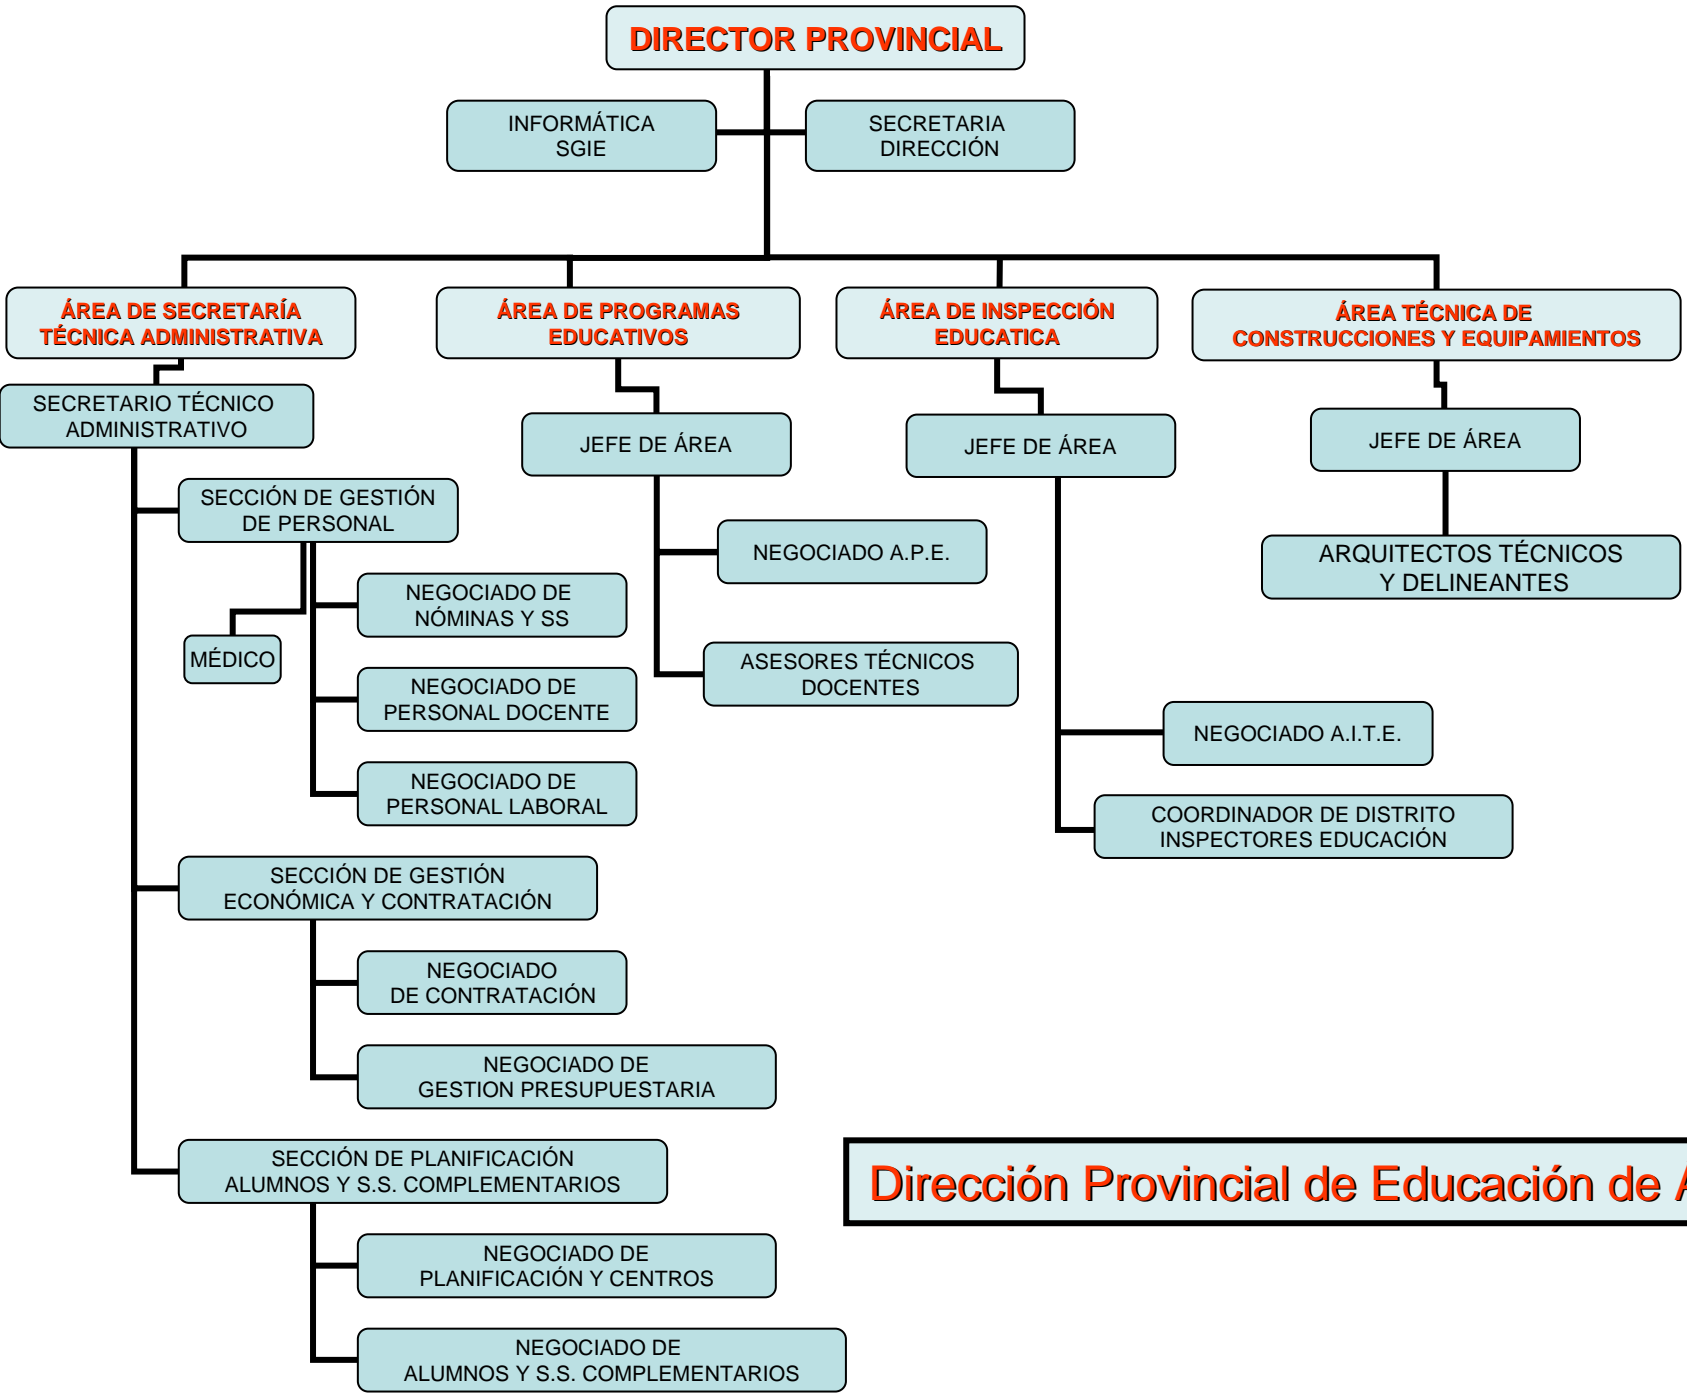 DIRECTOR PROVINCIAL
INFORMÁTICA
SGIE
SECRETARIA
DIRECCIÓN
ÁREA DE SECRETARÍA
TÉCNICA ADMINISTRATIVA
ÁREA DE PROGRAMAS
EDUCATIVOS
ÁREA DE INSPECCIÓN
EDUCATICA
ÁREA TÉCNICA DE
CONSTRUCCIONES Y EQUIPAMIENTOS
SECRETARIO TÉCNICO
ADMINISTRATIVO
JEFE DE ÁREA
JEFE DE ÁREA
JEFE DE ÁREA
SECCIÓN DE GESTIÓN
DE PERSONAL
NEGOCIADO A.P.E.
ARQUITECTOS TÉCNICOS
Y DELINEANTES
NEGOCIADO DE
NÓMINAS Y SS
MÉDICO
ASESORES TÉCNICOS
DOCENTES
NEGOCIADO DE
PERSONAL DOCENTE
NEGOCIADO A.I.T.E.
NEGOCIADO DE
PERSONAL LABORAL
COORDINADOR DE DISTRITO
INSPECTORES EDUCACIÓN
SECCIÓN DE GESTIÓN
ECONÓMICA Y CONTRATACIÓN
NEGOCIADO
DE CONTRATACIÓN
NEGOCIADO DE
GESTION PRESUPUESTARIA
SECCIÓN DE PLANIFICACIÓN
ALUMNOS Y S.S. COMPLEMENTARIOS
Dirección Provincial de Educación de
NEGOCIADO DE
PLANIFICACIÓN Y CENTROS
NEGOCIADO DE
ALUMNOS Y S.S. COMPLEMENTARIOS